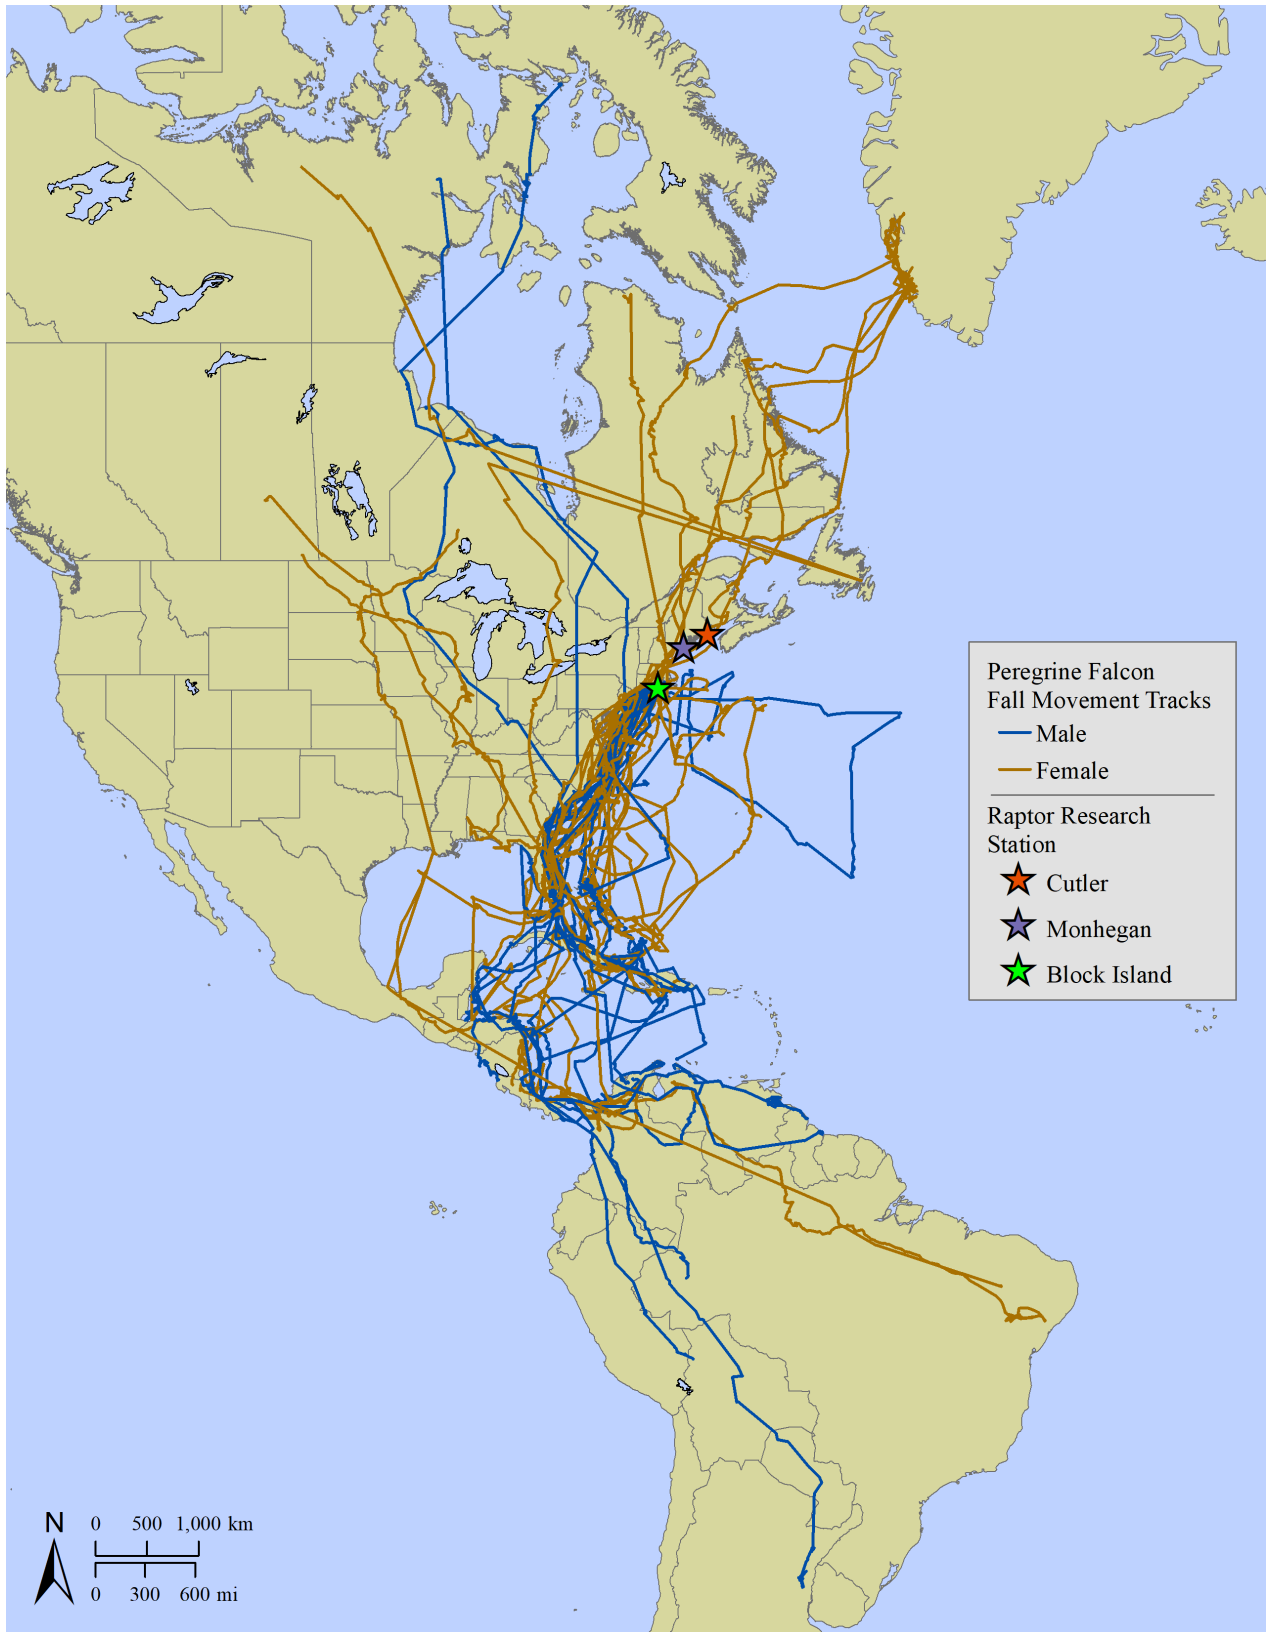 Peregrine Falcon
Fall Movement Tracks
Male
Female
Raptor Research
Station
Cutler
Monhegan
Block Island
N
0 500 1,000 km
0 300 600 mi